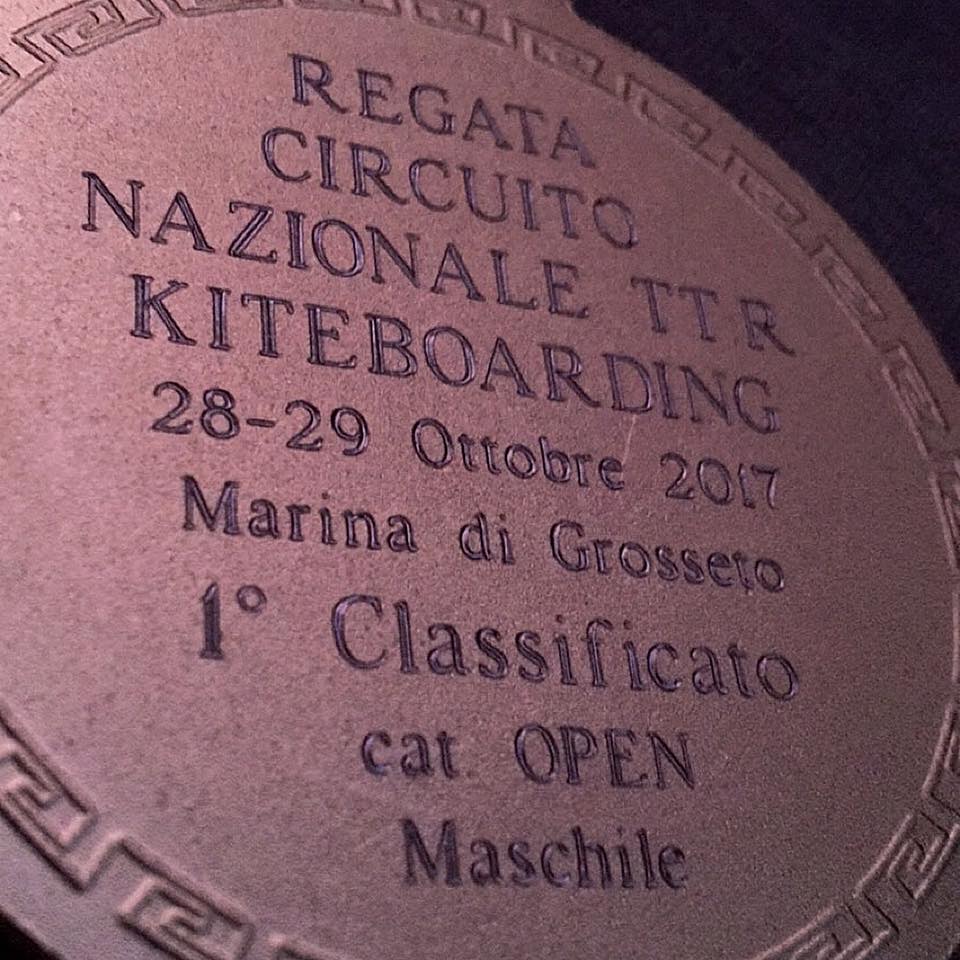 REGATA
CIRCUITO
NAZIONALE TTR
KITEBOARDING
28-29 Ottobre 2017
Marina di Grosseto
1° Classificato
cat. OPEN
Maschile